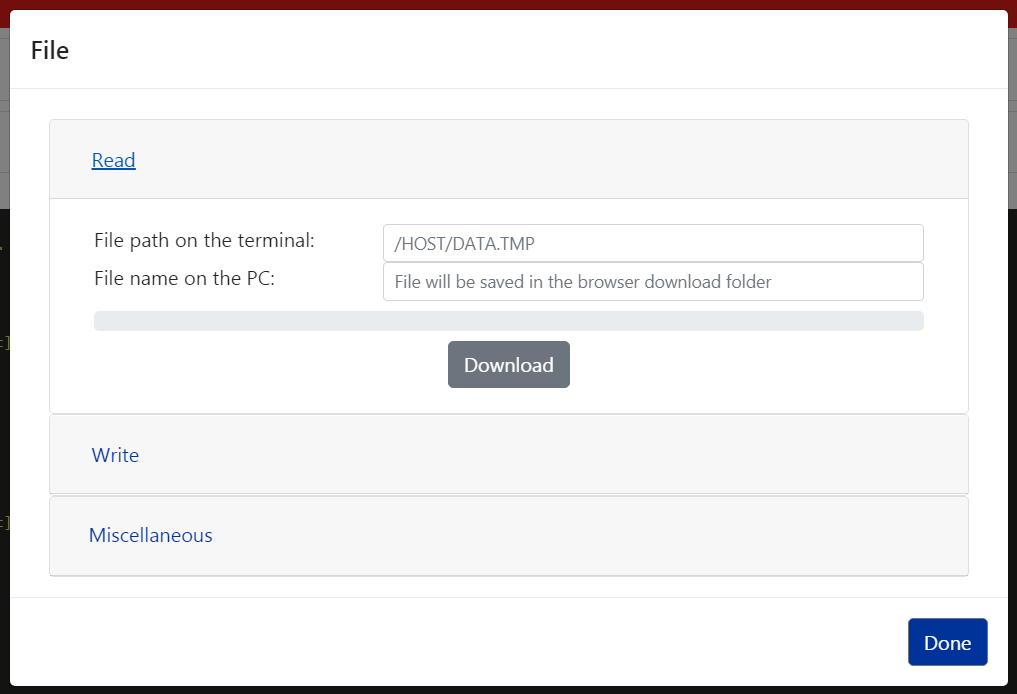 File
Read
File path on the terminal: /HOST/DATA.TMP
File name on the PC: File will be saved in the browser download folder
Download
Write
Miscellaneous
Done